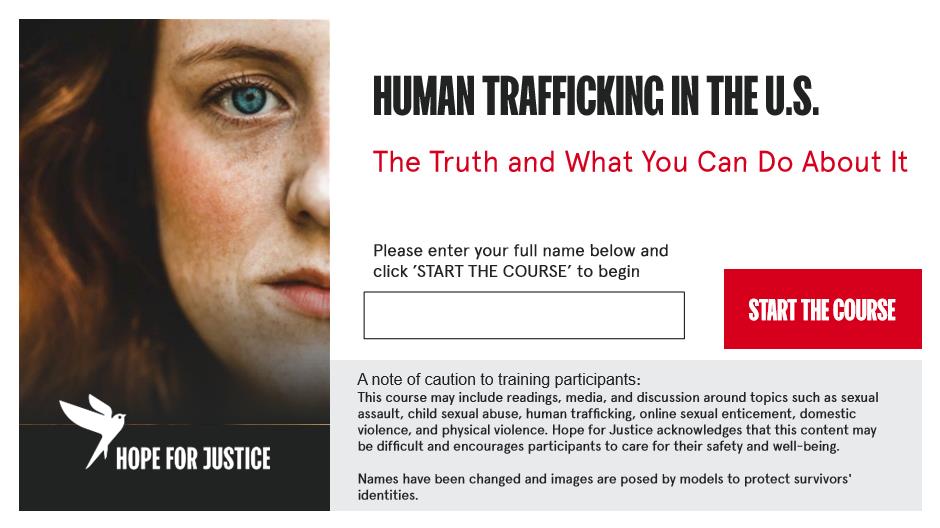 HUMAN TRAFFICKING IN THE U.S.
The Truth and What You Can Do About It
Please enter your full name below and
click ’START THE COURSE’ to begin
START THE COURSE
A note of caution to training participants:
This course may include readings, media, and discussion around topics such as sexual
assault, child sexual abuse, human trafficking, online sexual enticement, domestic
violence, and physical violence. Hope for Justice acknowledges that this content may
be difficult and encourages participants to care for their safety and well-being.
Names have been changed and images are posed by models to protect survivors'
identities.
HOPE FOR JUSTICE